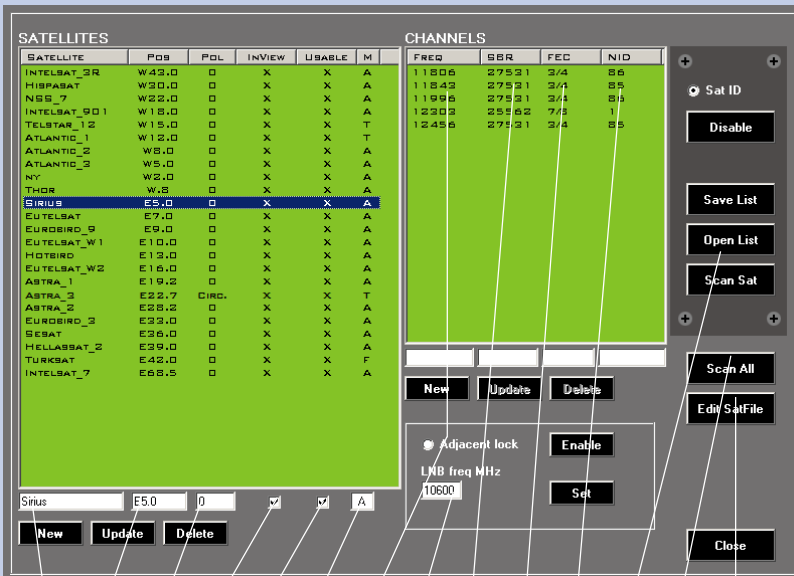 SATELLITES
SATELLITE POS POL INVIEW USABLE M
INTELSAT_3R W43.0 0 X X A
HISPASAT W30.0 0 X X A
NSS_7 W22.0 0 X X A
INTELSAT_901 W18.0 0 X X A
TELSTAR_12 W15.0 0 X X T
ATLANTIC_1 W12.0 0 X X T
ATLANTIC_2 W8.0 0 X X A
ATLANTIC_3 W5.0 0 X X A
NY W2.0 0 X X A
THOR W.8 0 X X A
SIRIUS E5.0 0 X X A
EUTELSAT E7.0 0 X X A
EUROBIRD_9 E9.0 0 X X A
EUTELSAT_W1 E10.0 0 X X A
HOTBIRD E13.0 0 X X A
EUTELSAT_W2 E16.0 0 X X A
ASTRA_1 E19.2 0 X X A
ASTRA_3 E22.7 CIRC. X X T
ASTRA_2 E28.2 0 X X A
EUROBIRD_3 E33.0 0 X X A
SESAT E36.0 0 X X A
HELLASSAT_2 E39.0 0 X X A
TURKSAT E42.0 0 X X F
INTELSAT_7 E68.5 0 X X A
Sirius E5.0 0 A
New Update Delete
CHANNELS
FREQ SBR FEC NID
11806 27531 3/4 86
11843 27531 3/4 85
11996 27531 3/4 86
12303 25562 7/8 1
12456 27531 3/4 85
New Update Delete
Adjacent lock Enable
LNB freq MHz
10600 Set
Sat ID
Disable
Save List
Open List
Scan Sat
Scan All
Edit SatFile
Close